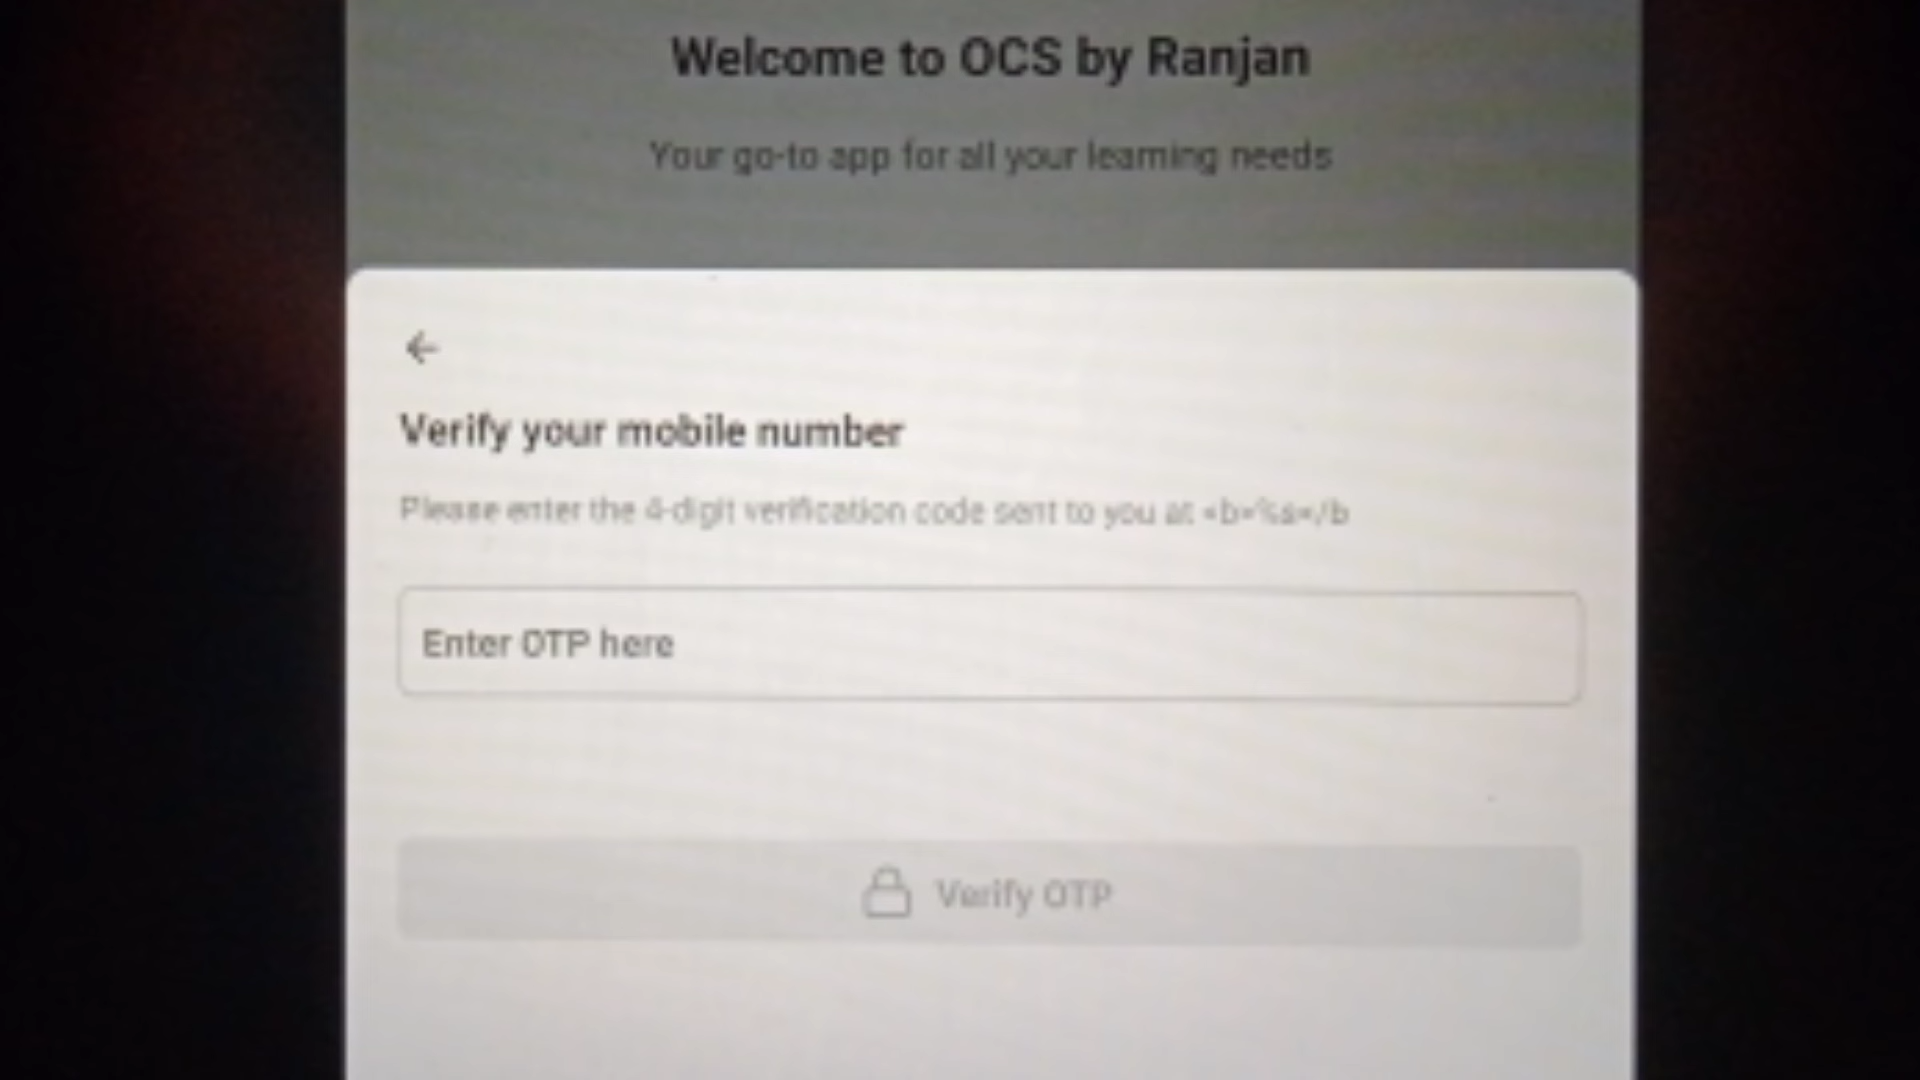 Welcome to OCS by Ranjan
Your go-to app for all your learning needs
Verify your mobile number
Please enter the 4-digit verification code sent to you at <b>%s</b
Enter OTP here
Verify OTP